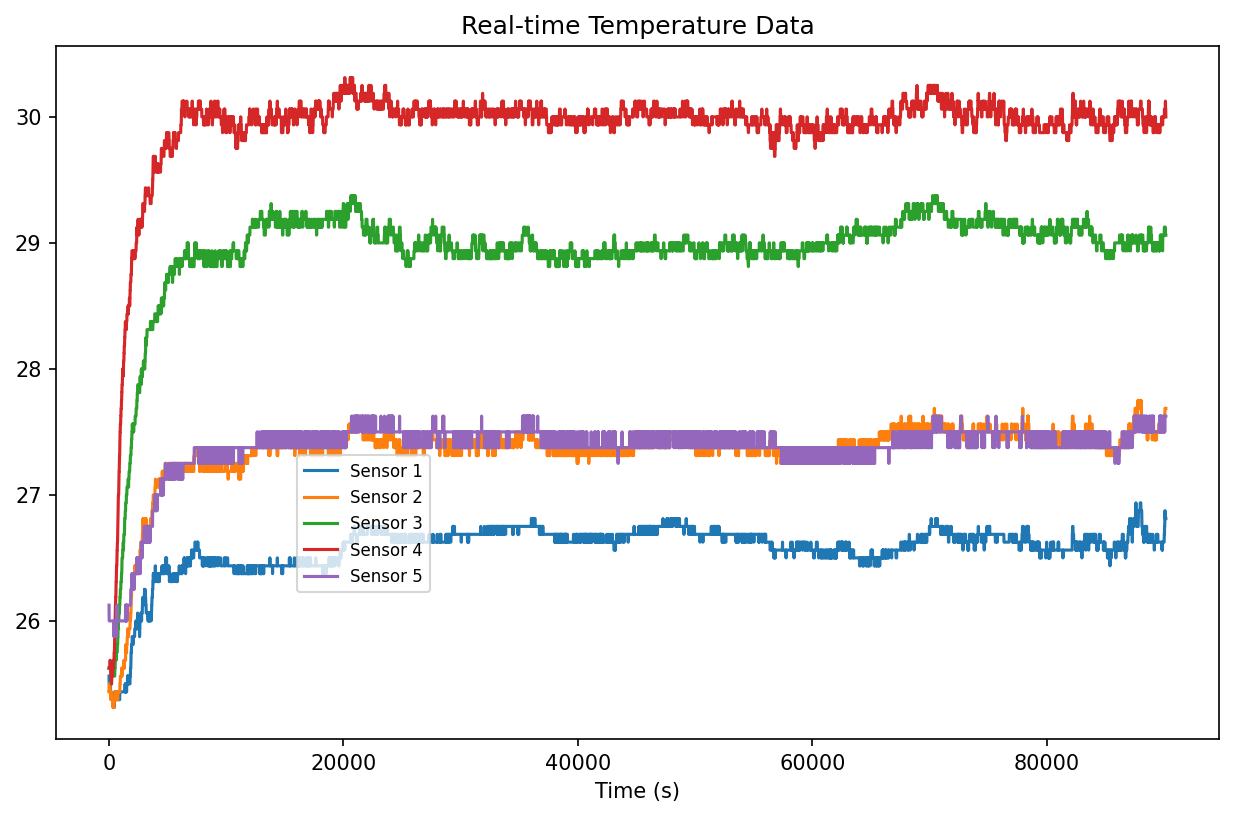 Real-time Temperature Data
30
29
28
27
26
Sensor 1
Sensor 2
Sensor 3
Sensor 4
Sensor 5
0 20000 40000 60000 80000
Time (s)